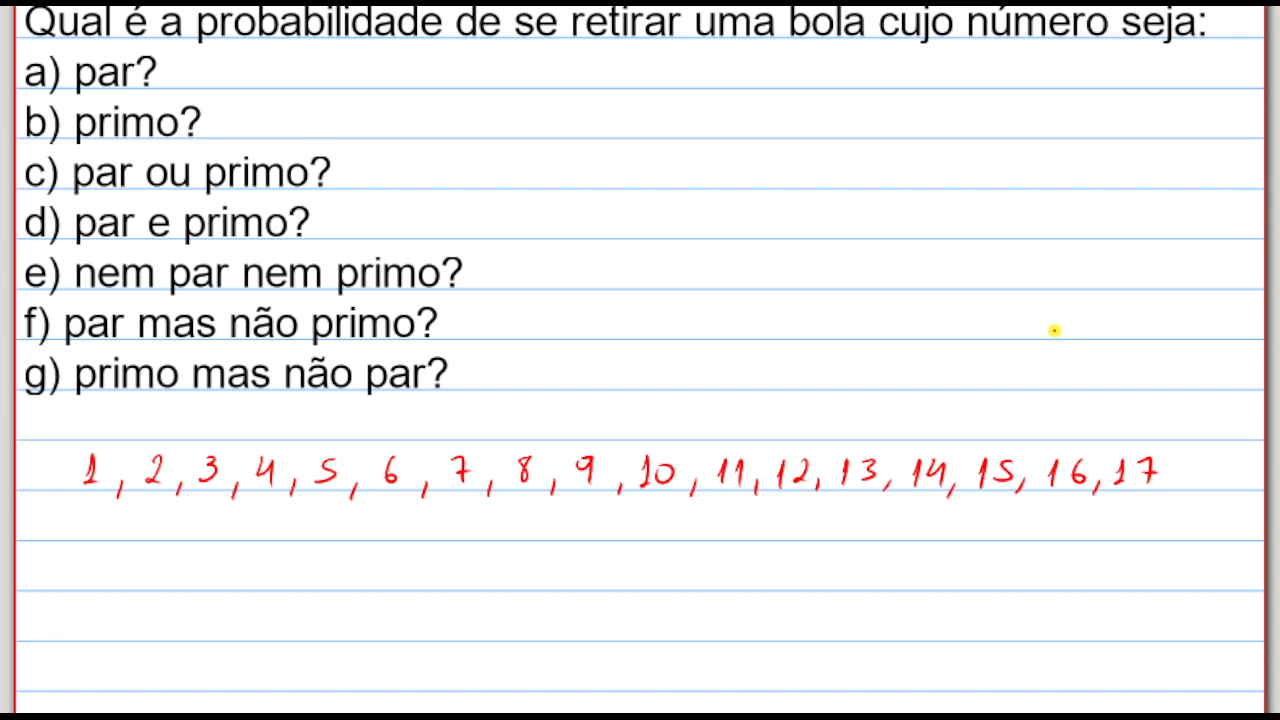 Qual é a probabilidade de se retirar uma bola cujo número seja:
a) par?
b) primo?
c) par ou primo?
d) par e primo?
e) nem par nem primo?
f) par mas não primo?
g) primo mas não par?
1, 2, 3, 4, 5, 6, 7, 8, 9, 10, 11, 12, 13, 14, 15, 16, 17